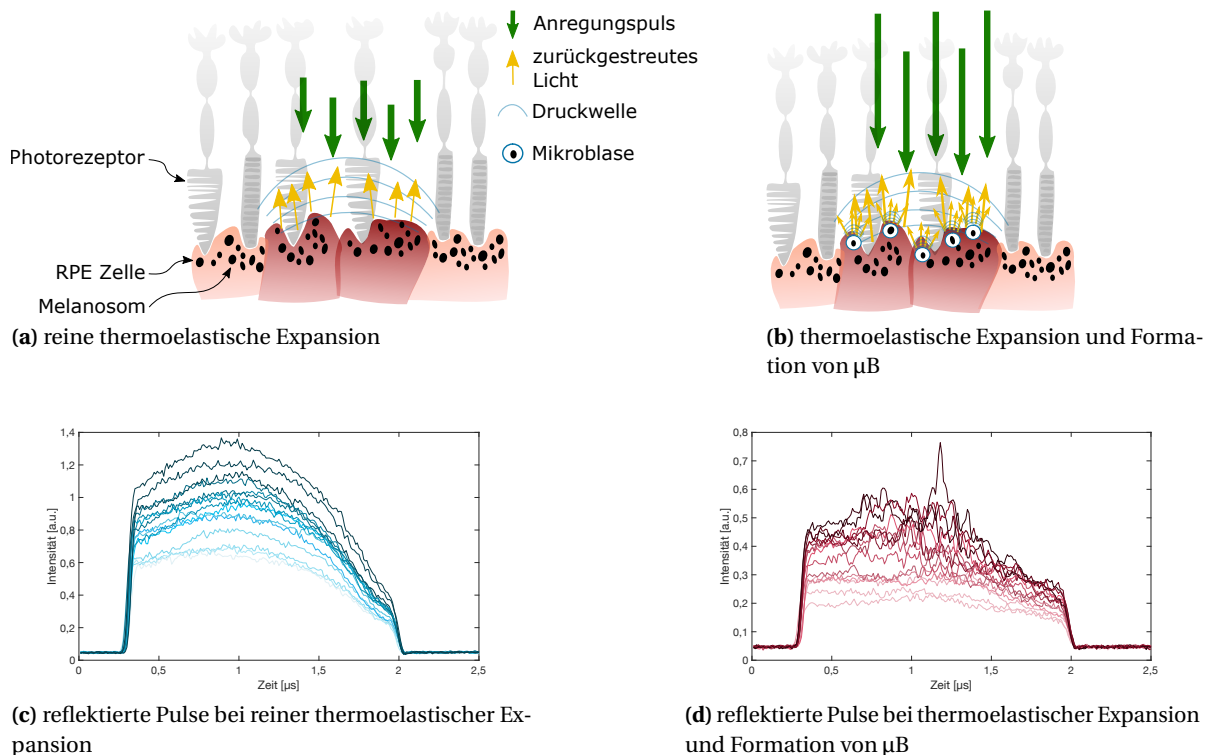 Anregungspuls
zurückgestreutes
Licht
Druckwelle
Mikroblase
Photorezeptor
RPE Zelle
Melanosom
(a) reine thermoelastische Expansion
(b) thermoelastische Expansion und Forma-
tion von µB
1,4
1,2
1
0,8
0,6
0,4
0,2
0
Intensität [a.u.]
0 0,5 1 1,5 2 2,5
Zeit [µs]
(c) reflektierte Pulse bei reiner thermoelastischer Ex-
pansion
0,8
0,7
0,6
0,5
0,4
0,3
0,2
0,1
0
Intensität [a.u.]
0 0,5 1 1,5 2 2,5
Zeit [µs]
(d) reflektierte Pulse bei thermoelastischer Expansion
und Formation von µB